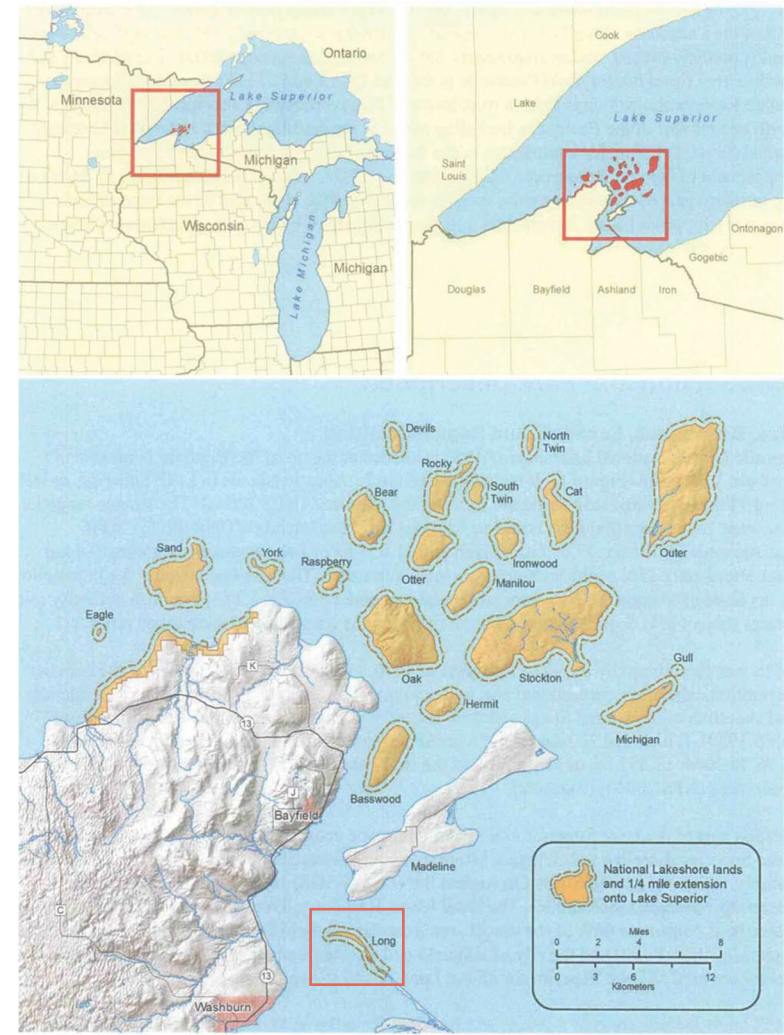 Ontario
Minnesota
Lake Superior
Michigan
Wisconsin
Lake Michigan
Michigan
Cook
Lake
Lake Superior
Saint
Louis
Ontonagon
Gogebic
Douglas
Bayfield
Ashland
Iron
Devils
North
Twin
Rocky
South
Twin
Bear
Cat
Sand
York
Raspberry
Otter
Ironwood
Manitou
Outer
Eagle
Oak
Stockton
Gull
K
Hermit
Michigan
13
Basswood
J
Bayfield
Madeline
C
Long
13
Washburn
National Lakeshore lands
and 1/4 mile extension
onto Lake Superior
Miles
0 2 4 6 8
0 3 6 12
Kilometers